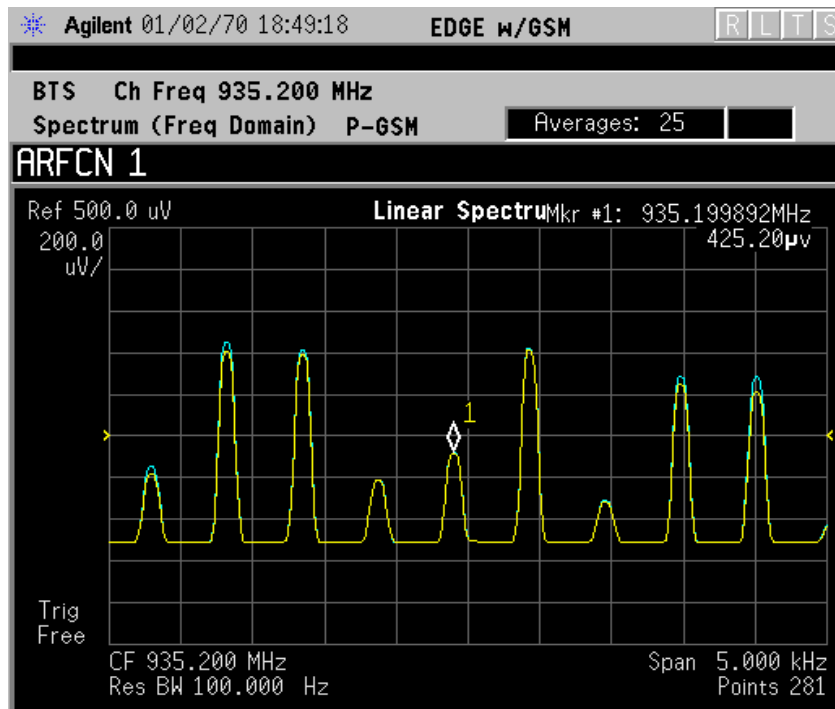 Agilent 01/02/70 18:49:18 EDGE w/GSM R L T S
BTS Ch Freq 935.200 MHz
Spectrum (Freq Domain) P-GSM Averages: 25
ARFCN 1
Ref 500.0 uV Linear Spectru Mkr #1: 935.199892MHz
200.0 425.20µv
uV/
1
Trig
Free
CF 935.200 MHz Span 5.000 kHz
Res BW 100.000 Hz Points 281